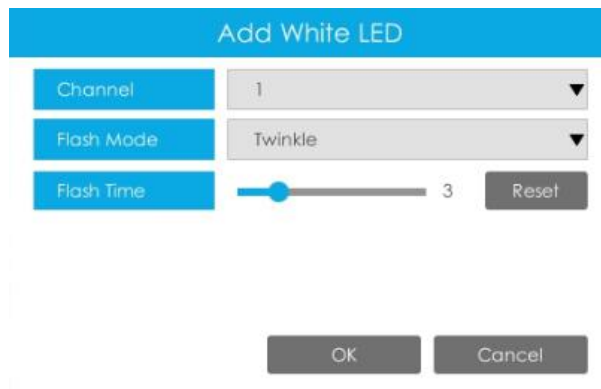 Add White LED
Channel 1
Flash Mode Twinkle
Flash Time 3 Reset
OK Cancel